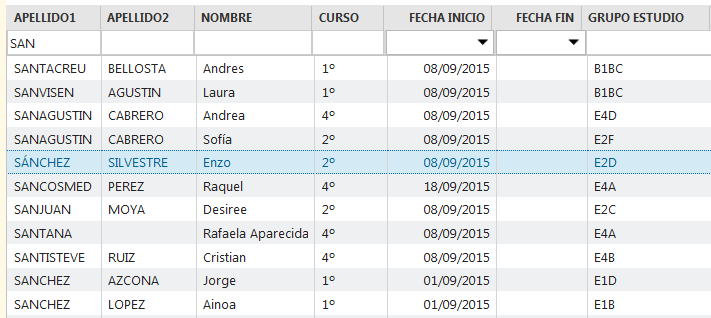 APELLIDO1 APELLIDO2 NOMBRE CURSO FECHA INICIO FECHA FIN GRUPO ESTUDIO
SAN
SANTACREU BELLOSTA Andres 1º 08/09/2015 B1BC
SANVISEN AGUSTIN Laura 1º 08/09/2015 B1BC
SANAGUSTIN CABRERO Andrea 4º 08/09/2015 E4D
SANAGUSTIN CABRERO Sofía 2º 08/09/2015 E2F
SÁNCHEZ SILVESTRE Enzo 2º 08/09/2015 E2D
SANCOSMED PEREZ Raquel 4º 18/09/2015 E4A
SANJUAN MOYA Desiree 2º 08/09/2015 E2C
SANTANA Rafaela Aparecida 4º 08/09/2015 E4A
SANTISTEVE RUIZ Cristian 4º 08/09/2015 E4B
SANCHEZ AZCONA Jorge 1º 01/09/2015 E1D
SANCHEZ LOPEZ Ainoa 1º 01/09/2015 E1B